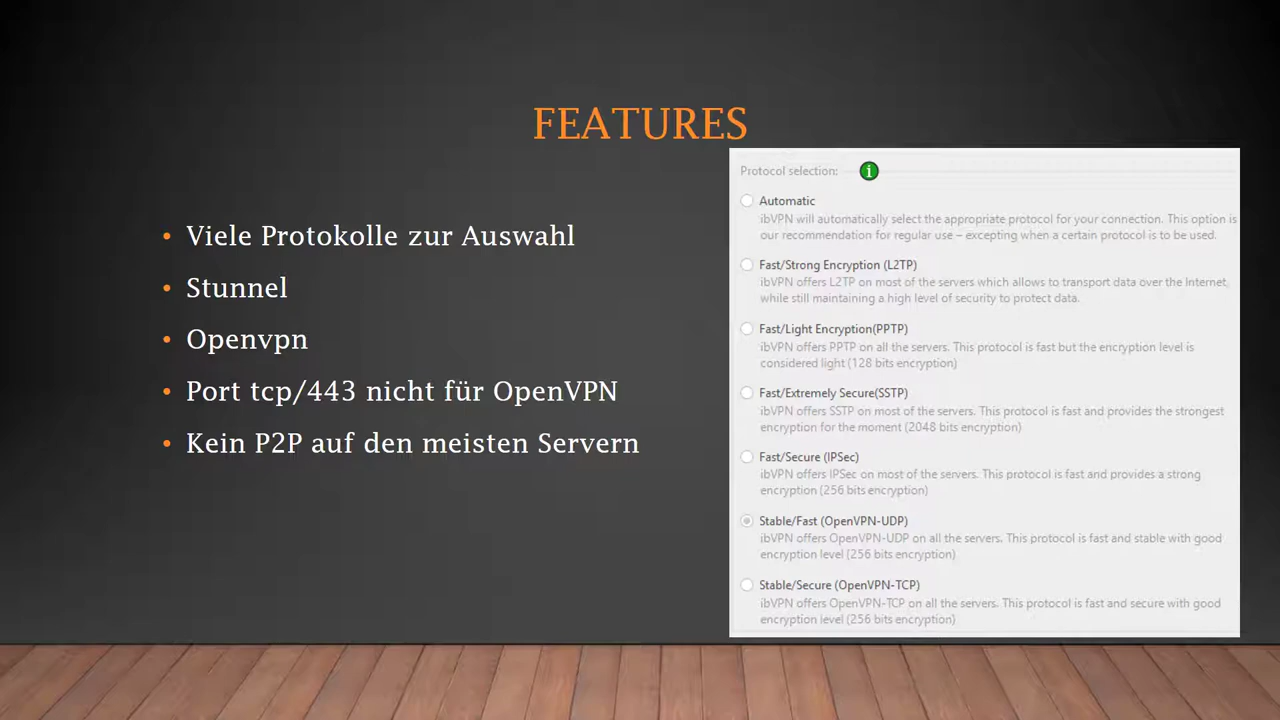 FEATURES
Viele Protokolle zur Auswahl
Stunnel
Openvpn
Port tcp/443 nicht für OpenVPN
Kein P2P auf den meisten Servern
Protocol selection:
Automatic
ibVPN will automatically select the appropriate protocol for your connection. This option is
our recommendation for regular use – excepting when a certain protocol is to be used.
Fast/Strong Encryption (L2TP)
ibVPN offers L2TP on most of the servers which allows to transport data over the Internet,
while still maintaining a high level of security to protect data.
Fast/Light Encryption(PPTP)
ibVPN offers PPTP on all the servers. This protocol is fast but the encryption level is
considered light (128 bits encryption)
Fast/Extremely Secure(SSTP)
ibVPN offers SSTP on most of the servers. This protocol is fast and provides the strongest
encryption for the moment (2048 bits encryption)
Fast/Secure (IPSec)
ibVPN offers IPSec on most of the servers. This protocol is fast and provides a strong
encryption (256 bits encryption)
Stable/Fast (OpenVPN-UDP)
ibVPN offers OpenVPN-UDP on all the servers. This protocol is fast and stable with good
encryption level (256 bits encryption)
Stable/Secure (OpenVPN-TCP)
ibVPN offers OpenVPN-TCP on all the servers. This protocol is fast and secure with good
encryption level (256 bits encryption)